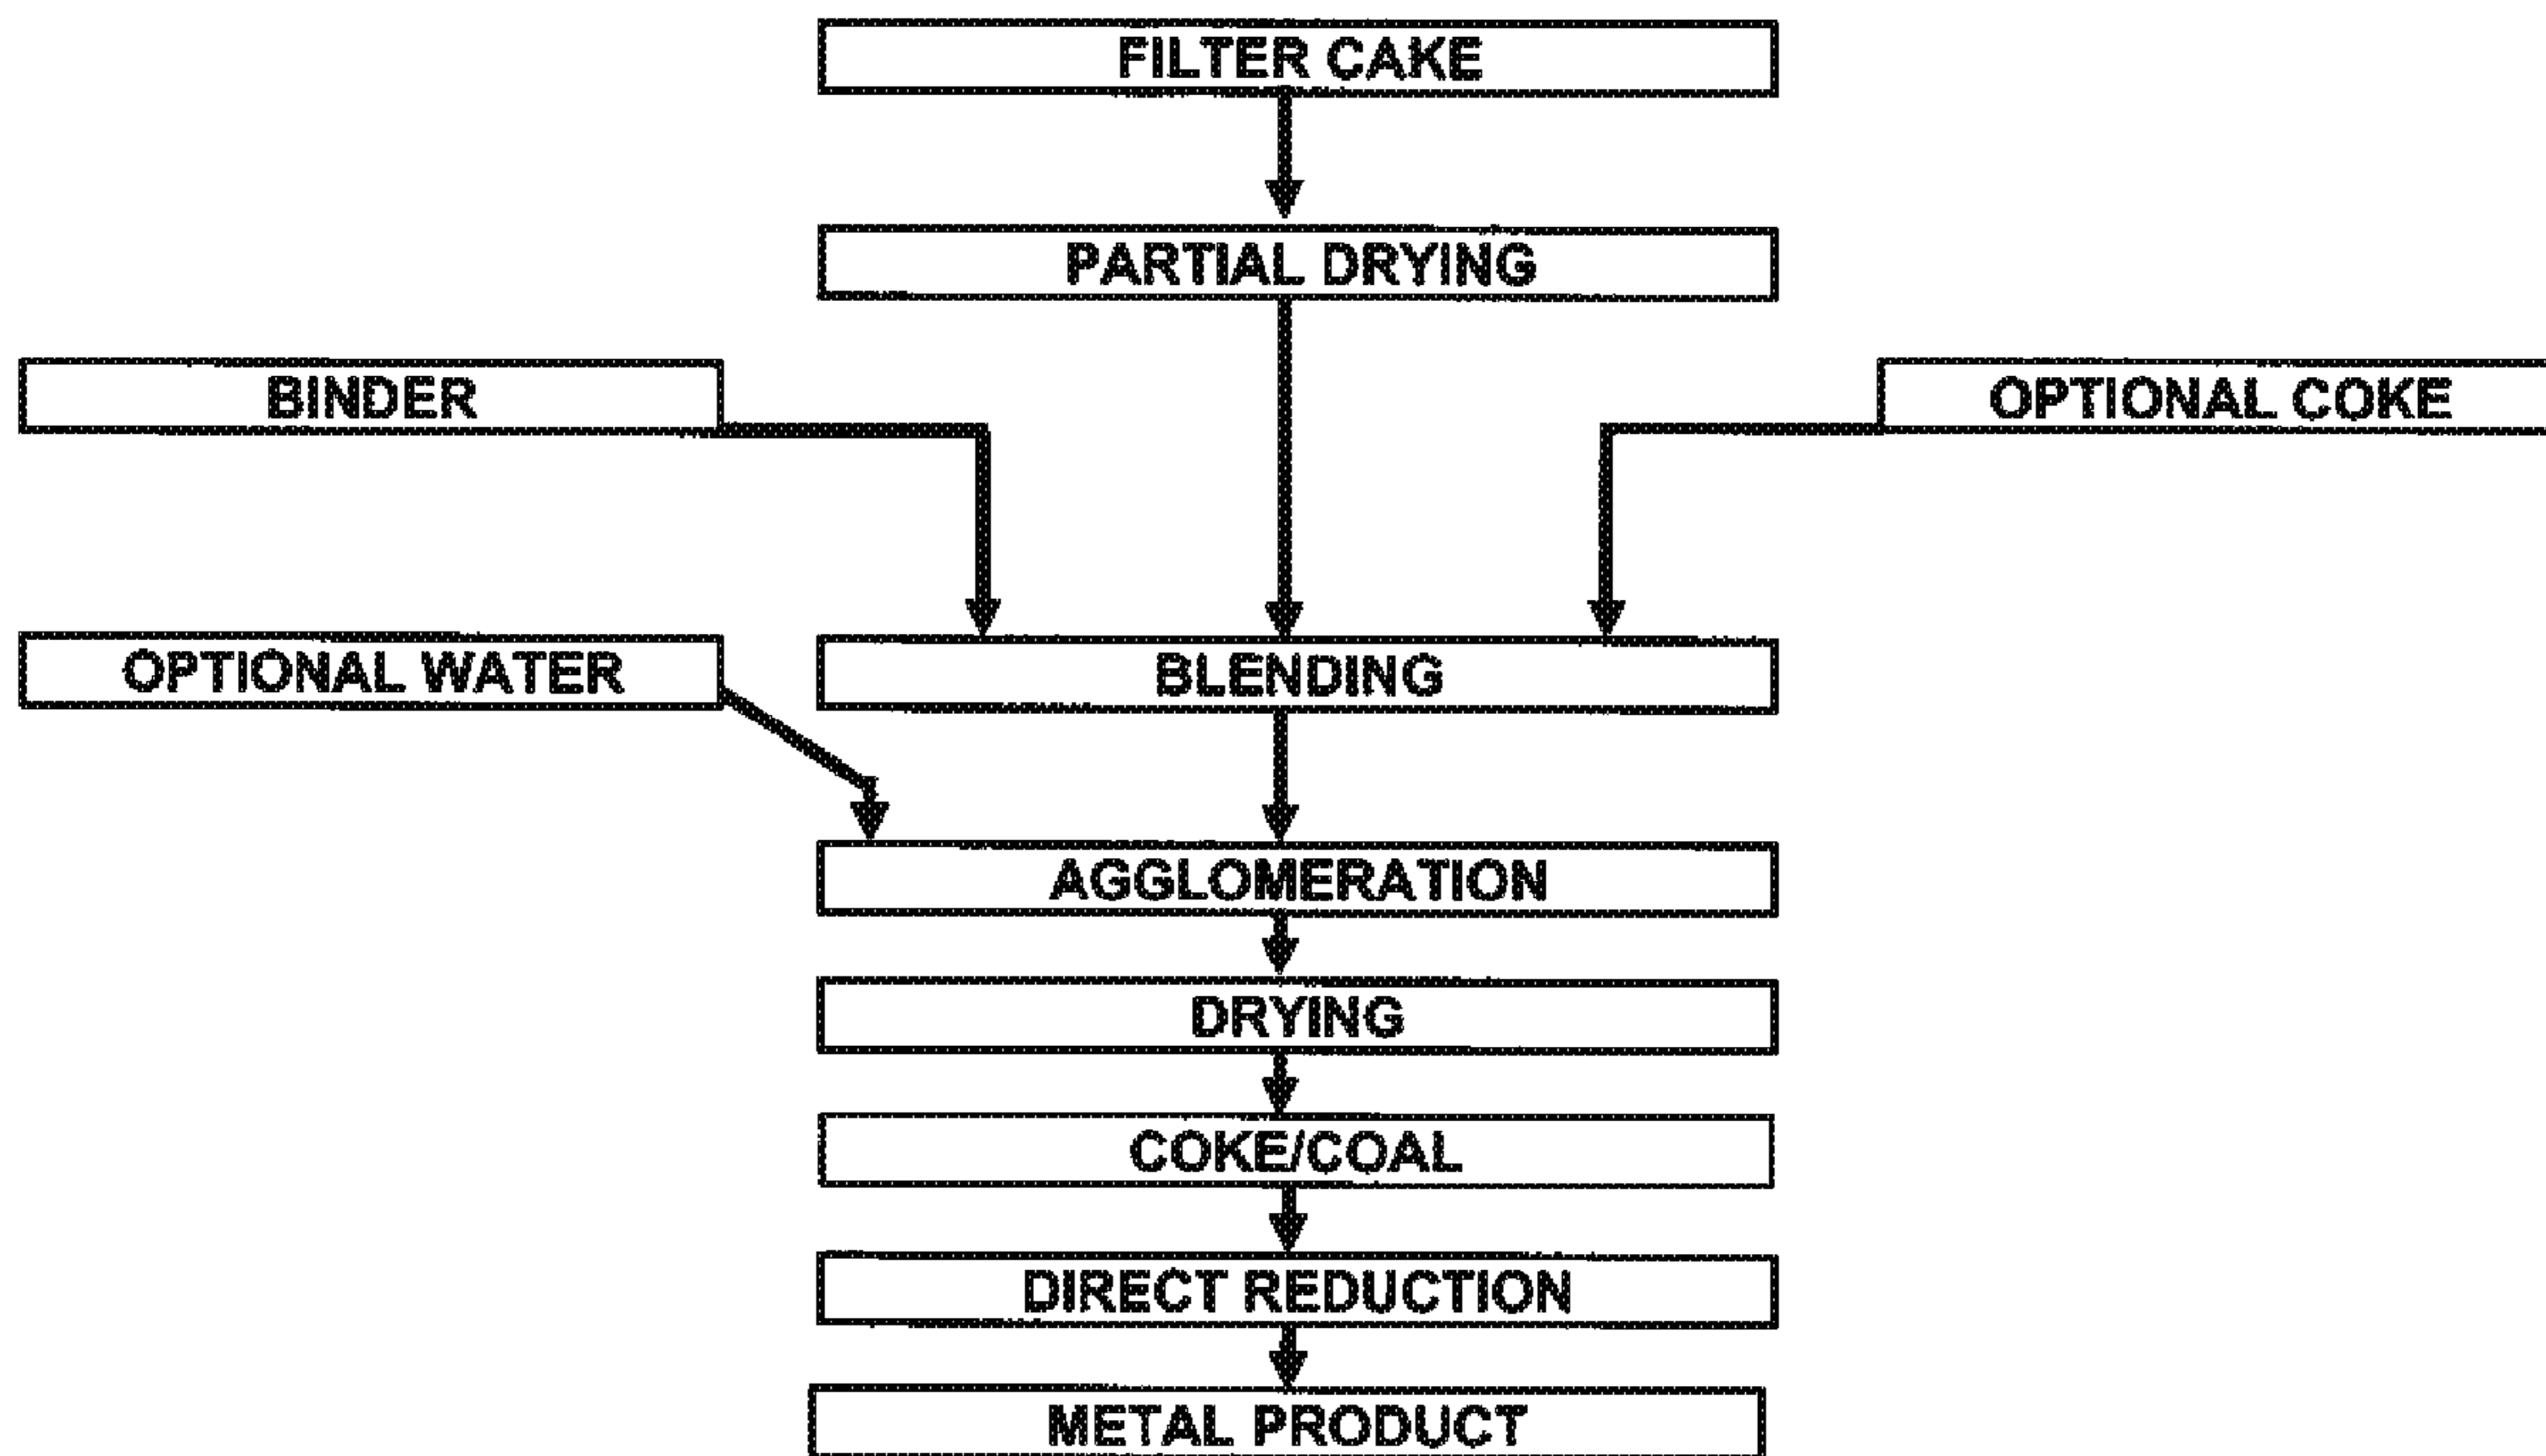 FILTER CAKE
PARTIAL DRYING
BINDER
OPTIONAL COKE
OPTIONAL WATER
BLENDING
AGGLOMERATION
DRYING
COKE/COAL
DIRECT REDUCTION
METAL PRODUCT